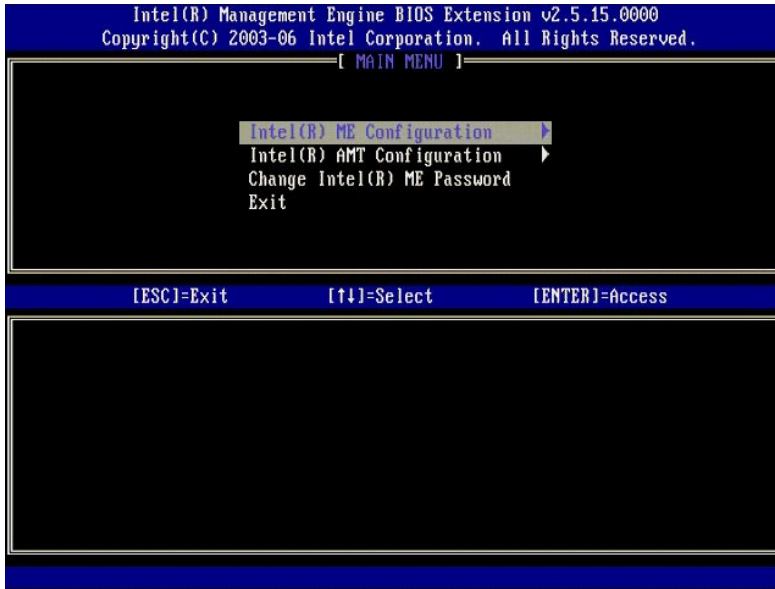 Intel(R) Management Engine BIOS Extension v2.5.15.0000
Copyright(C) 2003-06 Intel Corporation. All Rights Reserved.
[ MAIN MENU ]
Intel(R) ME Configuration ►
Intel(R) AMT Configuration ►
Change Intel(R) ME Password
Exit
[ESC]=Exit [↑↓]=Select [ENTER]=Access